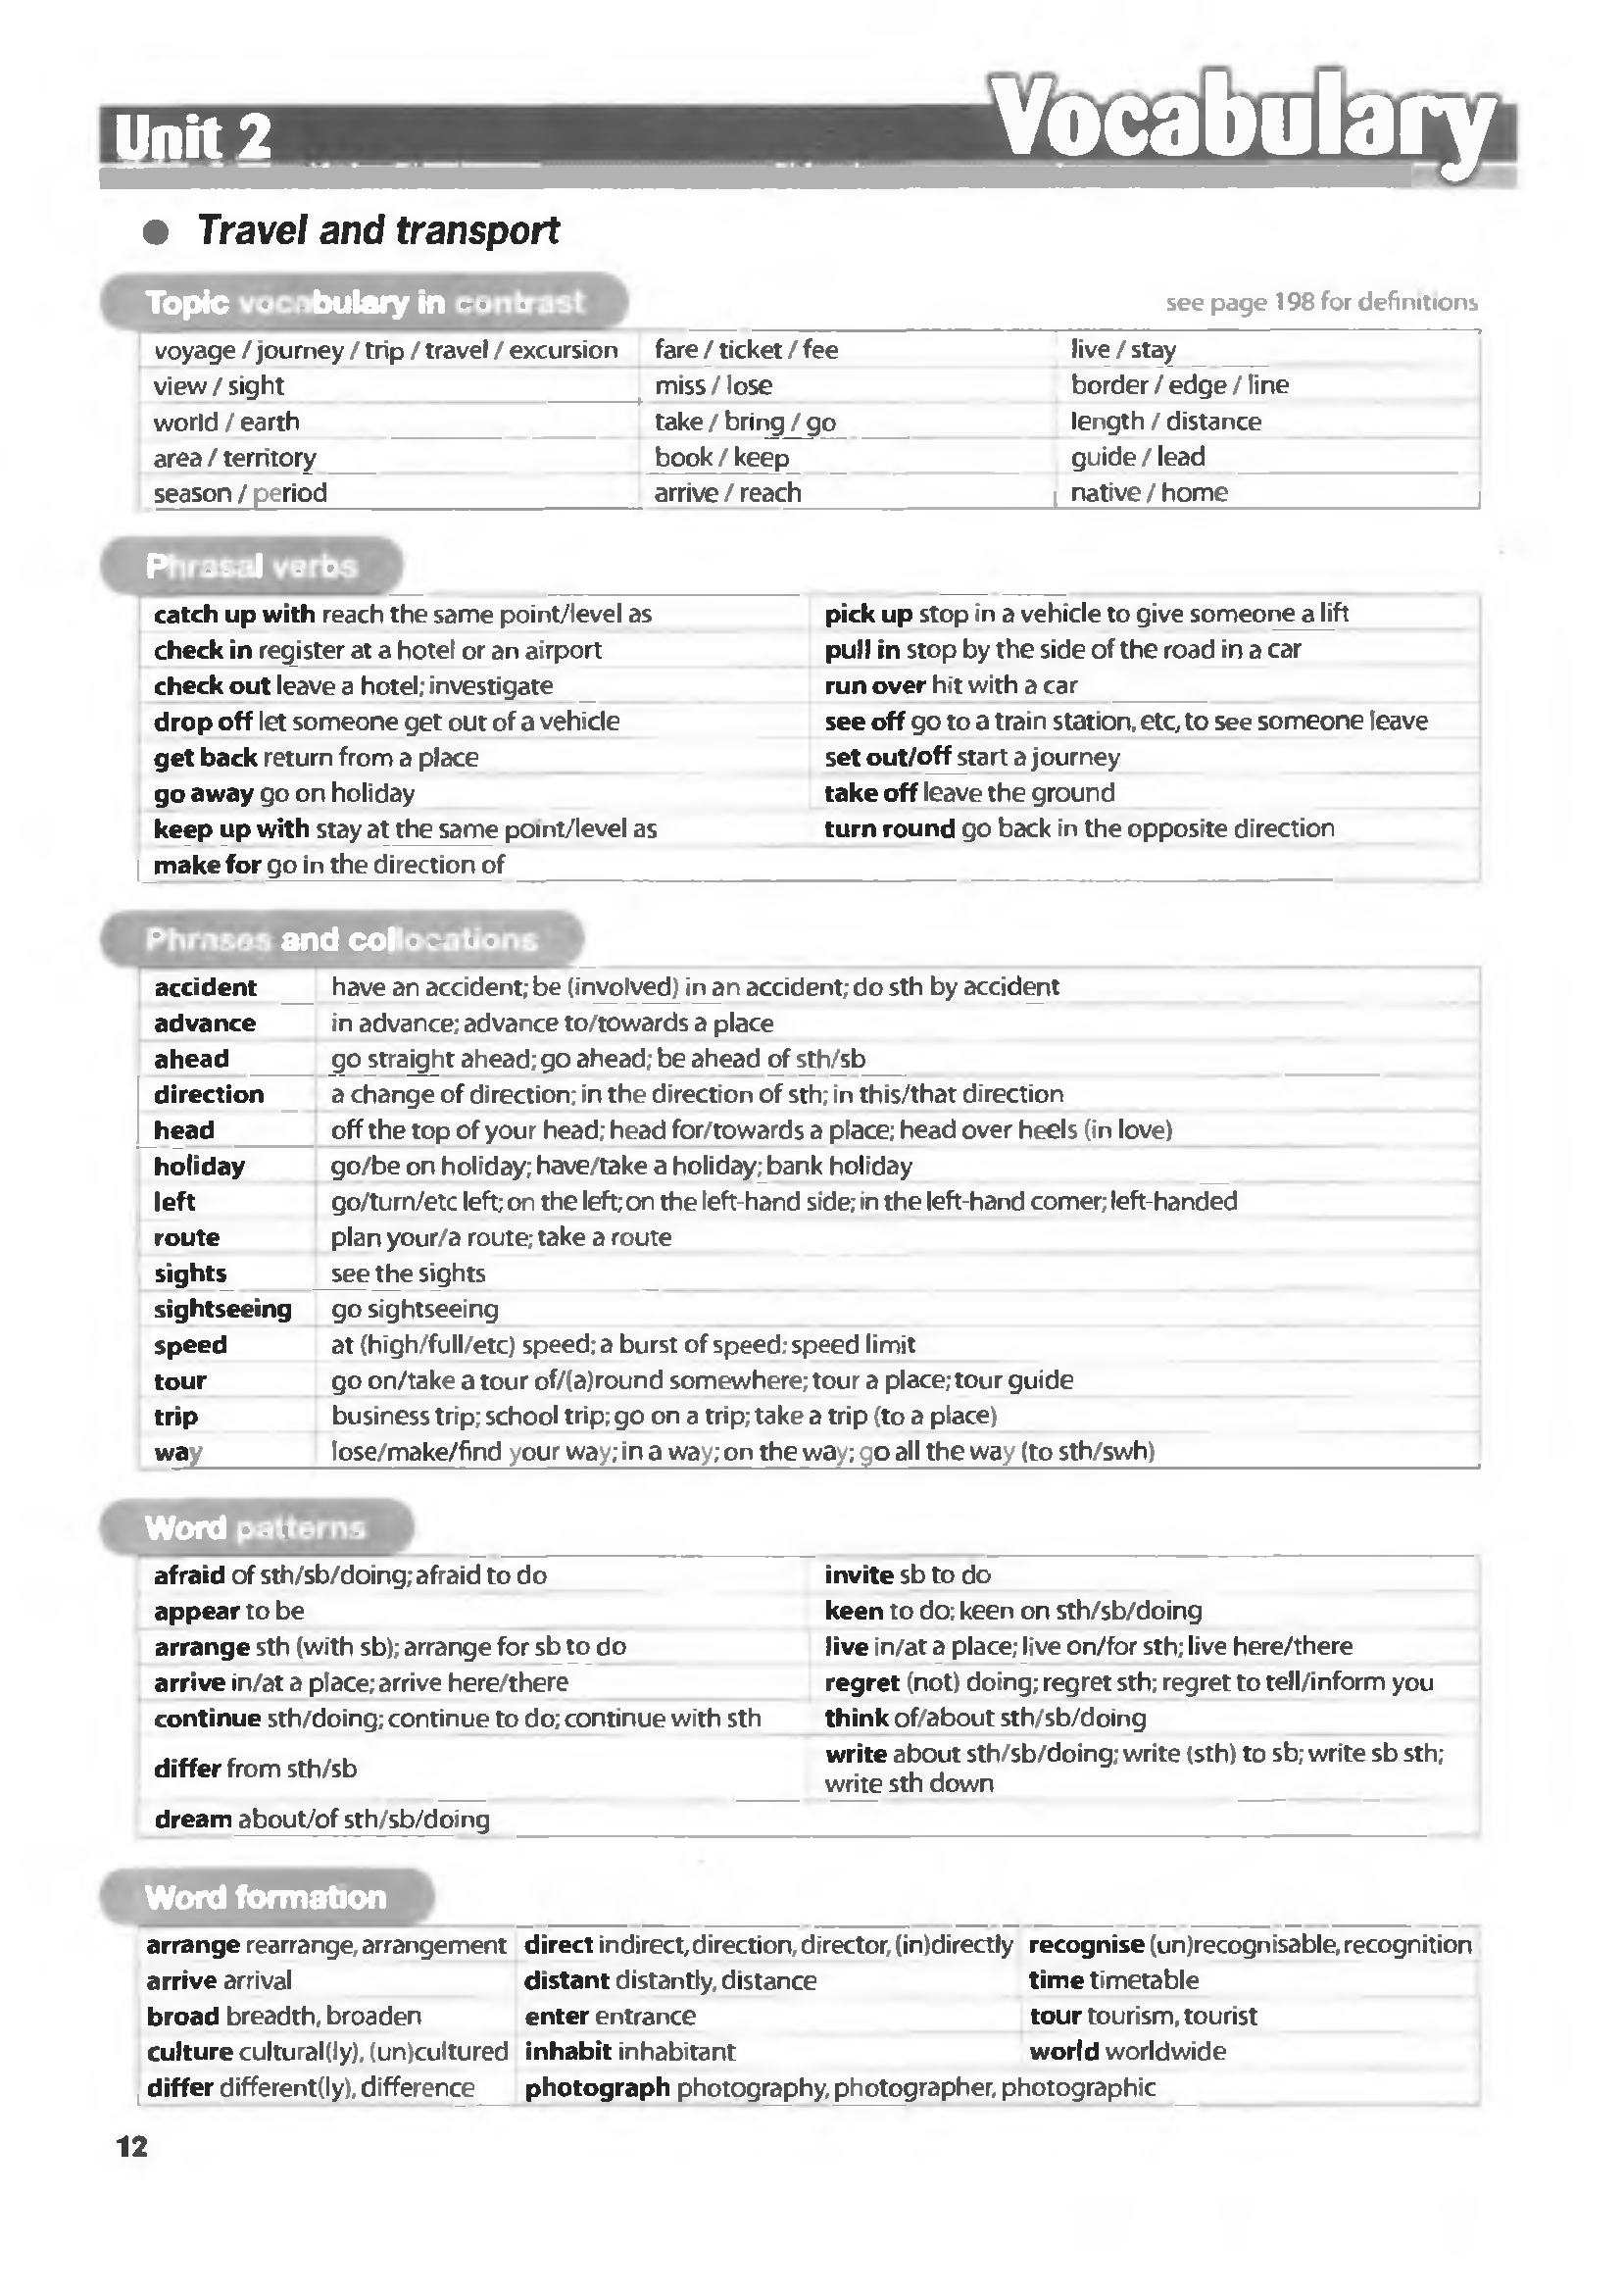 Unit 2
Vocabulary
Travel and transport
Topic vocabulary in contrast
see page 198 for definitions
voyage / journey / trip / travel / excursion
fare / ticket / fee
live / stay
view / sight
miss / lose
border / edge / line
world / earth
take / bring / go
length / distance
area / territory
book / keep
guide / lead
season / period
arrive / reach
native / home
Phrasal verbs
catch up with reach the same point/level as
pick up stop in a vehicle to give someone a lift
check in register at a hotel or an airport
pull in stop by the side of the road in a car
check out leave a hotel; investigate
run over hit with a car
drop off let someone get out of a vehicle
see off go to a train station, etc, to see someone leave
get back return from a place
set out/off start a journey
go away go on holiday
take off leave the ground
keep up with stay at the same point/level as
turn round go back in the opposite direction
make for go in the direction of
Phrases and collocations
accident have an accident; be (involved) in an accident; do sth by accident
advance in advance; advance to/towards a place
ahead go straight ahead; go ahead; be ahead of sth/sb
direction a change of direction; in the direction of sth; in this/that direction
head off the top of your head; head for/towards a place; head over heels (in love)
holiday go/be on holiday; have/take a holiday; bank holiday
left go/turn/etc left; on the left; on the left-hand side; in the left-hand corner; left-handed
route plan your/a route; take a route
sights see the sights
sightseeing go sightseeing
speed at (high/full/etc) speed; a burst of speed; speed limit
tour go on/take a tour of/(a)round somewhere; tour a place; tour guide
trip business trip; school trip; go on a trip; take a trip (to a place)
way lose/make/find your way; in a way; on the way; go all the way (to sth/swh)
Word patterns
afraid of sth/sb/doing; afraid to do
invite sb to do
appear to be
keen to do; keen on sth/sb/doing
arrange sth (with sb); arrange for sb to do
live in/at a place; live on/for sth; live here/there
arrive in/at a place; arrive here/there
regret (not) doing; regret sth; regret to tell/inform you
continue sth/doing; continue to do; continue with sth
think of/about sth/sb/doing
differ from sth/sb
write about sth/sb/doing; write (sth) to sb; write sb sth;
write sth down
dream about/of sth/sb/doing
Word formation
arrange rearrange, arrangement
direct indirect, direction, director, (in)directly
recognise (un)recognisable, recognition
arrive arrival
distant distantly, distance
time timetable
broad breadth, broaden
enter entrance
tour tourism, tourist
culture cultural(ly), (un)cultured
inhabit inhabitant
world worldwide
differ different(ly), difference
photograph photography, photographer, photographic
12